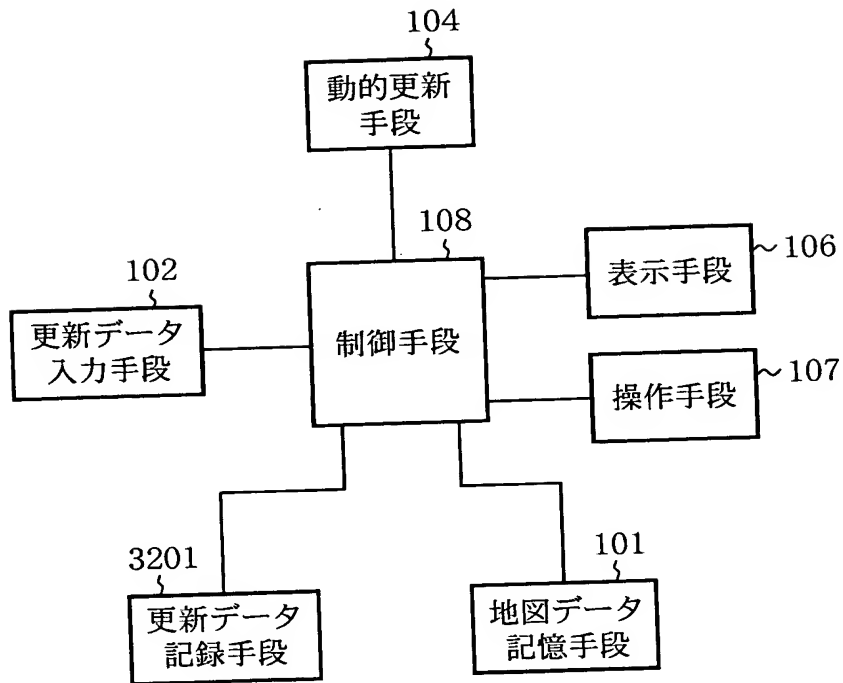 104
動的更新
手段
108
制御手段
102
更新データ
入力手段
表示手段
106
操作手段
107
3201
更新データ
記録手段
101
地図データ
記憶手段